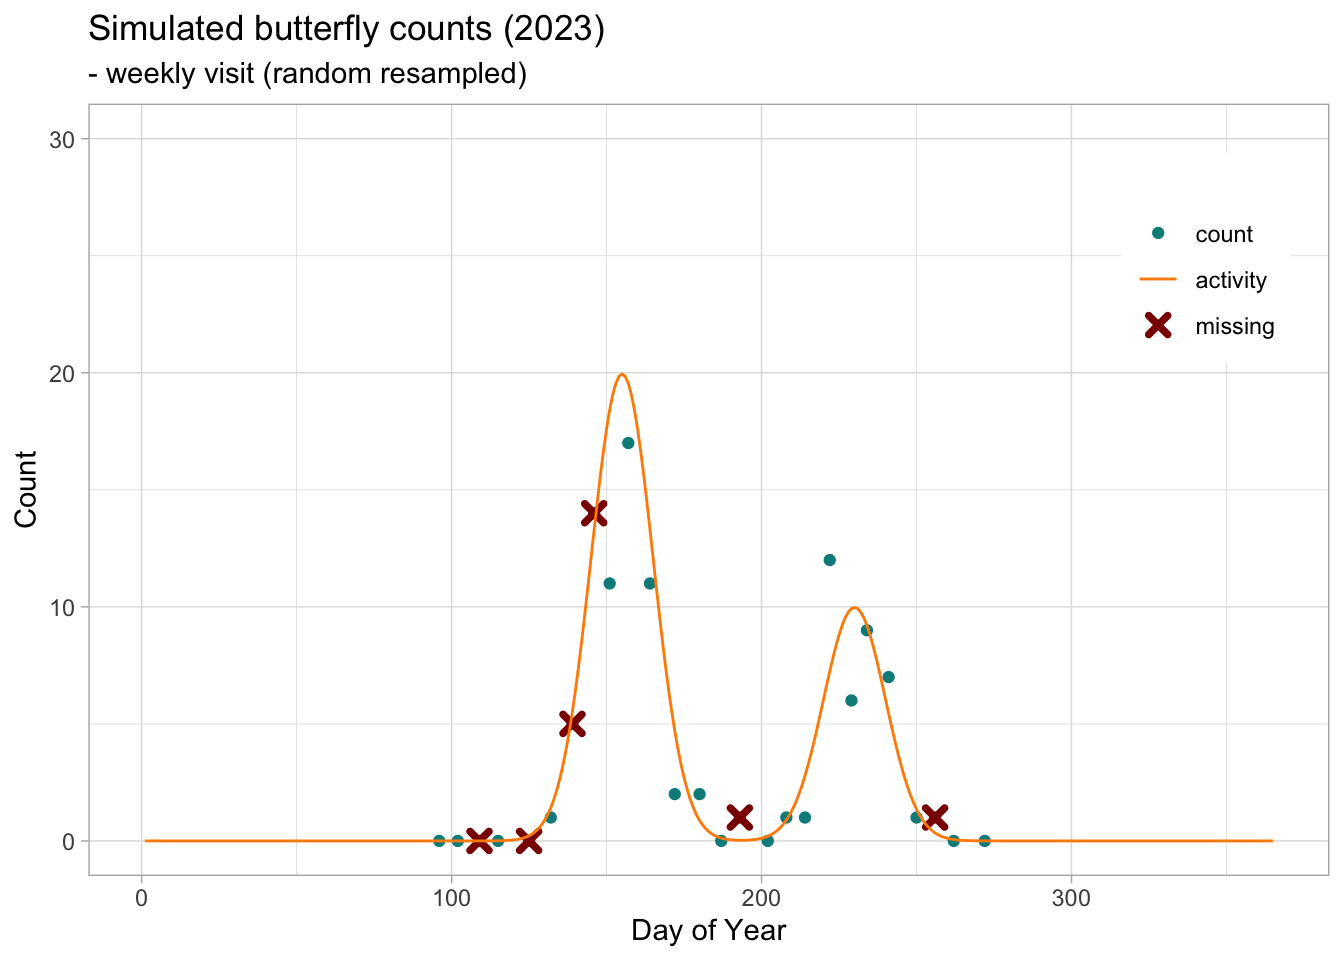 Simulated butterfly counts (2023)
- weekly visit (random resampled)
30
20
10
0
Count
count
activity
missing
0 100 200 300
Day of Year